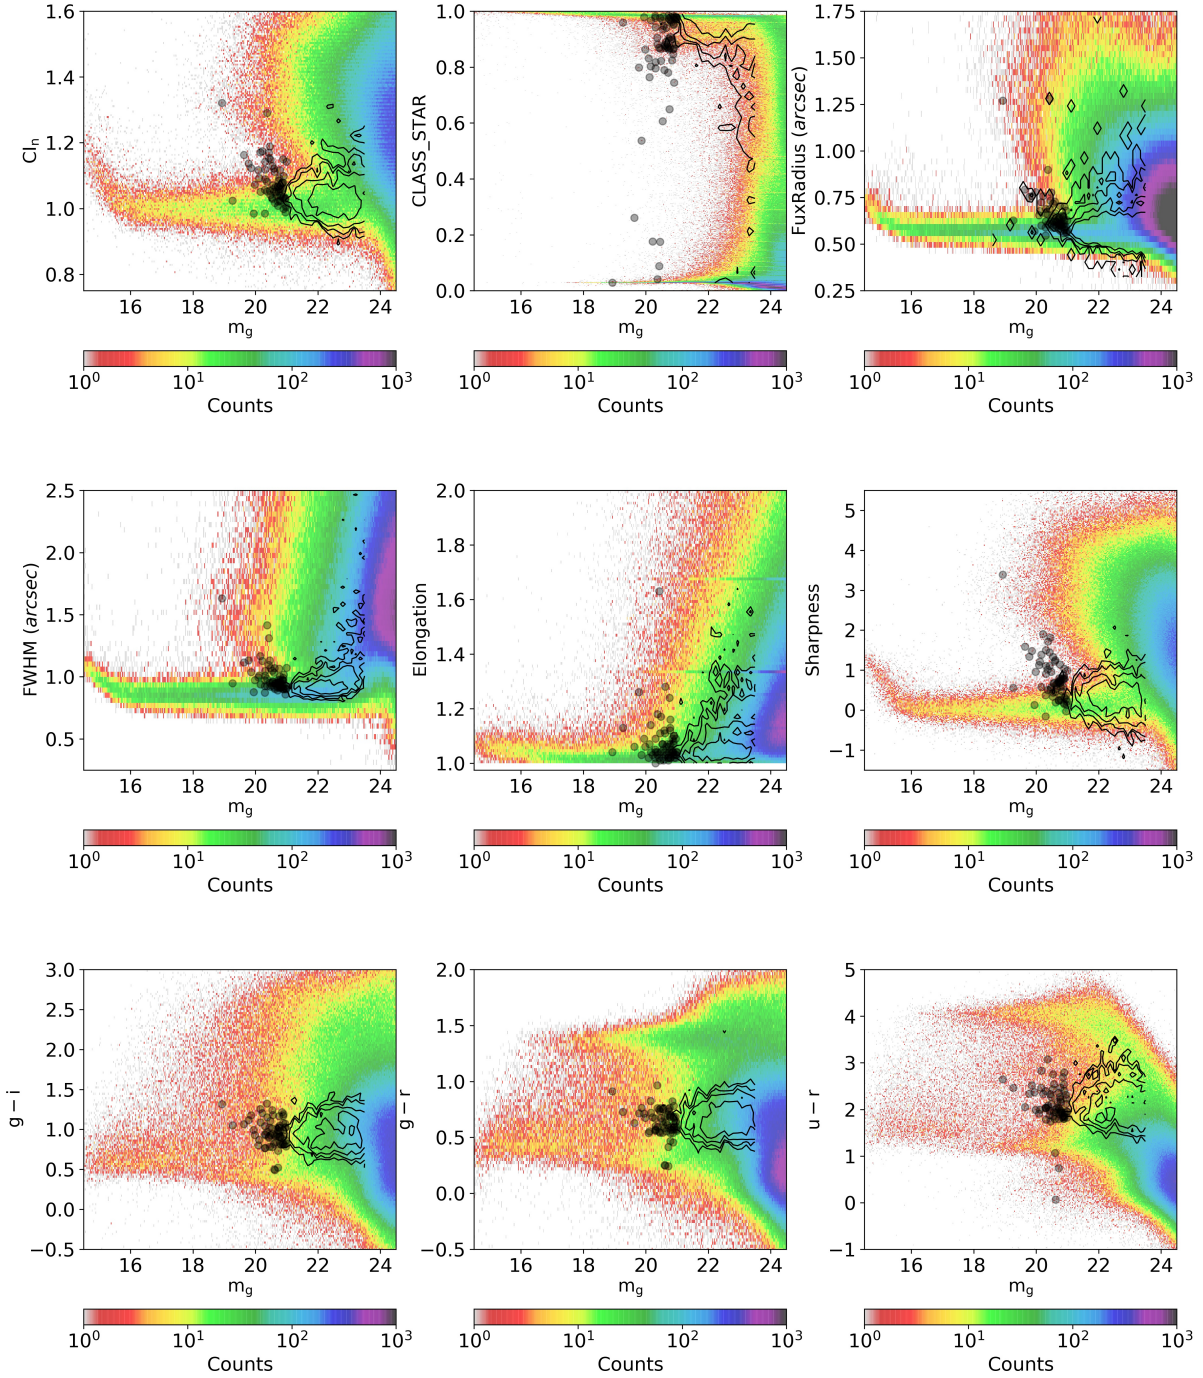 1.6
1.4
1.2
1.0
0.8
CIn
16 18 20 22 24
mg
10^0 10^1 10^2 10^3
Counts
1.0
0.8
0.6
0.4
0.2
0.0
CLASS_STAR
16 18 20 22 24
mg
10^0 10^1 10^2 10^3
Counts
1.75
1.50
1.25
1.00
0.75
0.50
0.25
FuxRadius (arcsec)
16 18 20 22 24
mg
10^0 10^1 10^2 10^3
Counts
2.5
2.0
1.5
1.0
0.5
FWHM (arcsec)
16 18 20 22 24
mg
10^0 10^1 10^2 10^3
Counts
2.0
1.8
1.6
1.4
1.2
1.0
Elongation
16 18 20 22 24
mg
10^0 10^1 10^2 10^3
Counts
5
4
3
2
1
0
−1
Sharpness
16 18 20 22 24
mg
10^0 10^1 10^2 10^3
Counts
3.0
2.5
2.0
1.5
1.0
0.5
0.0
−0.5
g − i
16 18 20 22 24
mg
10^0 10^1 10^2 10^3
Counts
2.0
1.5
1.0
0.5
0.0
−0.5
g − r
16 18 20 22 24
mg
10^0 10^1 10^2 10^3
Counts
5
4
3
2
1
0
−1
u − r
16 18 20 22 24
mg
10^0 10^1 10^2 10^3
Counts